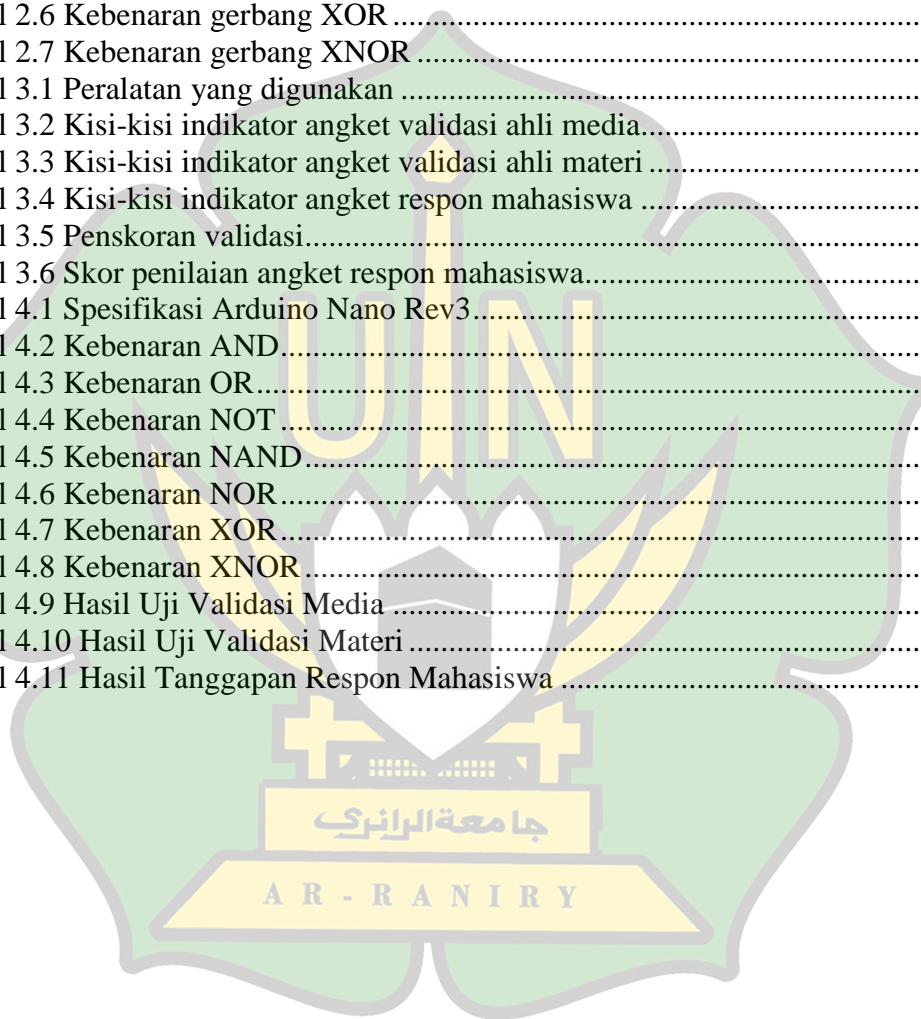 l 2.6 Kebenaran gerbang XOR
l 2.7 Kebenaran gerbang XNOR
l 3.1 Peralatan yang digunakan
l 3.2 Kisi-kisi indikator angket validasi ahli media
l 3.3 Kisi-kisi indikator angket validasi ahli materi
l 3.4 Kisi-kisi indikator angket respon mahasiswa
l 3.5 Penskoran validasi
l 3.6 Skor penilaian angket respon mahasiswa
l 4.1 Spesifikasi Arduino Nano Rev3
l 4.2 Kebenaran AND
l 4.3 Kebenaran OR
l 4.4 Kebenaran NOT
l 4.5 Kebenaran NAND
l 4.6 Kebenaran NOR
l 4.7 Kebenaran XOR
l 4.8 Kebenaran XNOR
l 4.9 Hasil Uji Validasi Media
l 4.10 Hasil Uji Validasi Materi
l 4.11 Hasil Tanggapan Respon Mahasiswa
UIN
جامعة الرانري
AR-RANIRY